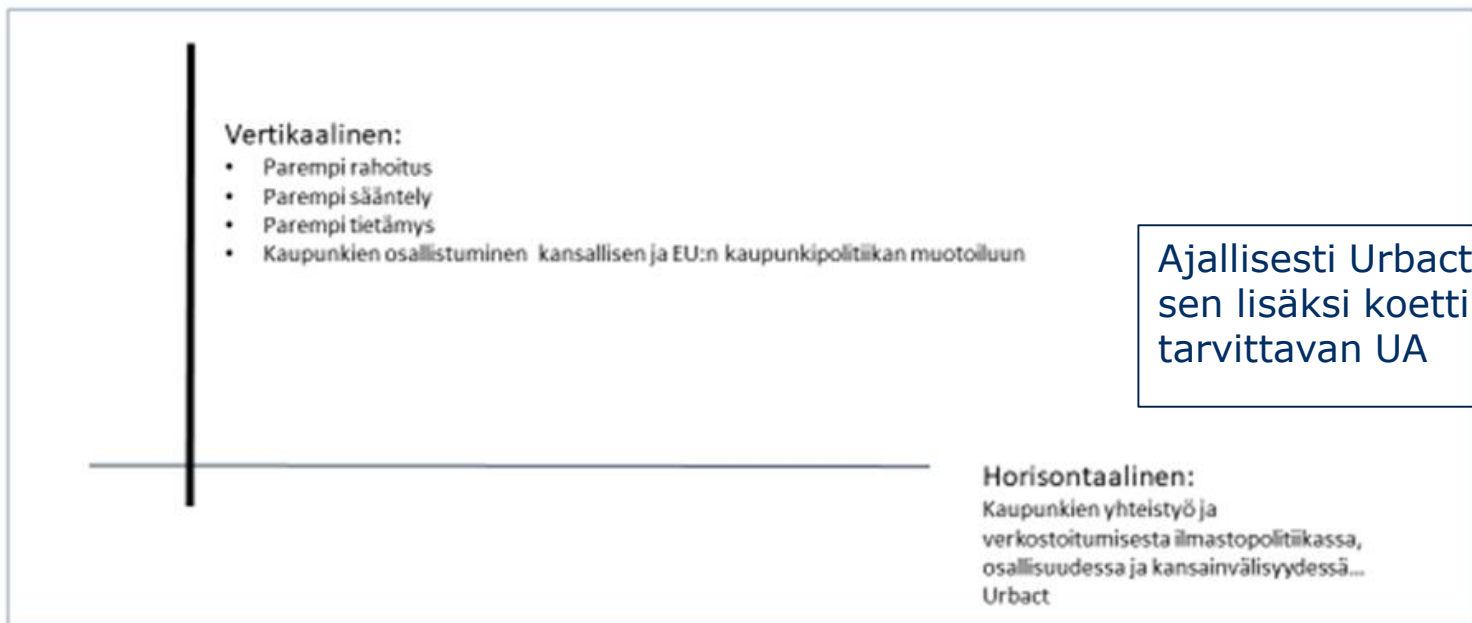 Vertikaalinen:
• Parempi rahoitus
• Parempi sääntely
• Parempi tietämys
• Kaupunkien osallistuminen kansallisen ja EU:n kaupunkipolitiikan muotoiluun
Ajallisesti Urbact
sen lisäksi koetti
tarvittavan UA
Horisontaalinen:
Kaupunkien yhteistyö ja
verkostoitumisesta ilmastopolitiikassa,
osallisuudessa ja kansainvälisyydessä...
Urbact